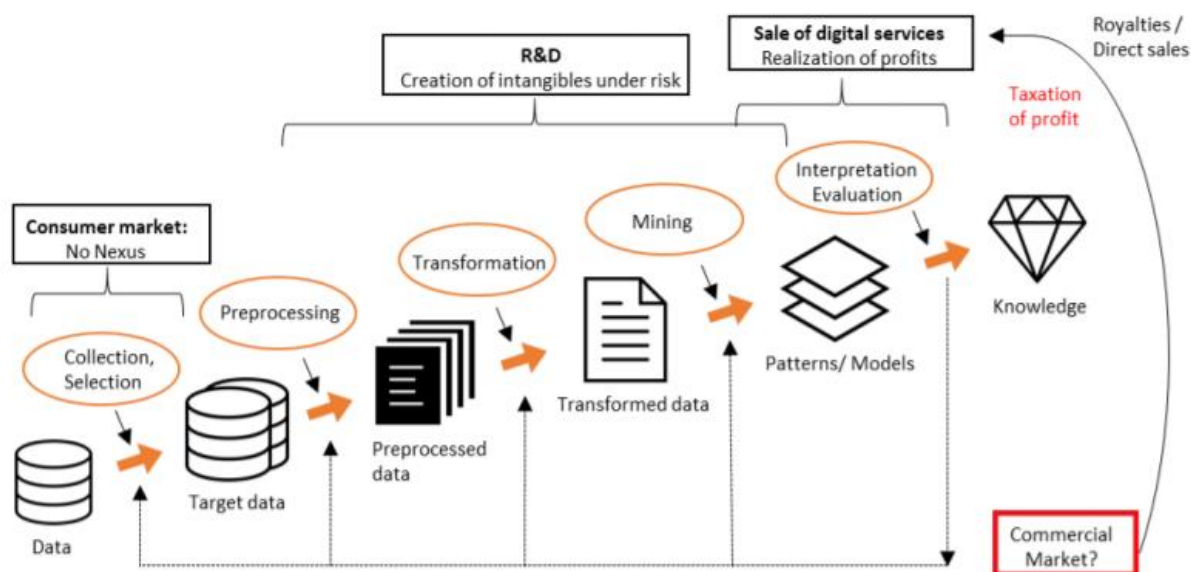 Sale of digital services
Realization of profits
Royalties /
Direct sales
R&D
Creation of intangibles under risk
Taxation
of profit
Consumer market:
No Nexus
Interpretation
Evaluation
Mining
Transformation
Preprocessing
Collection,
Selection
Knowledge
Patterns/ Models
Transformed data
Preprocessed
data
Target data
Data
Commercial
Market?